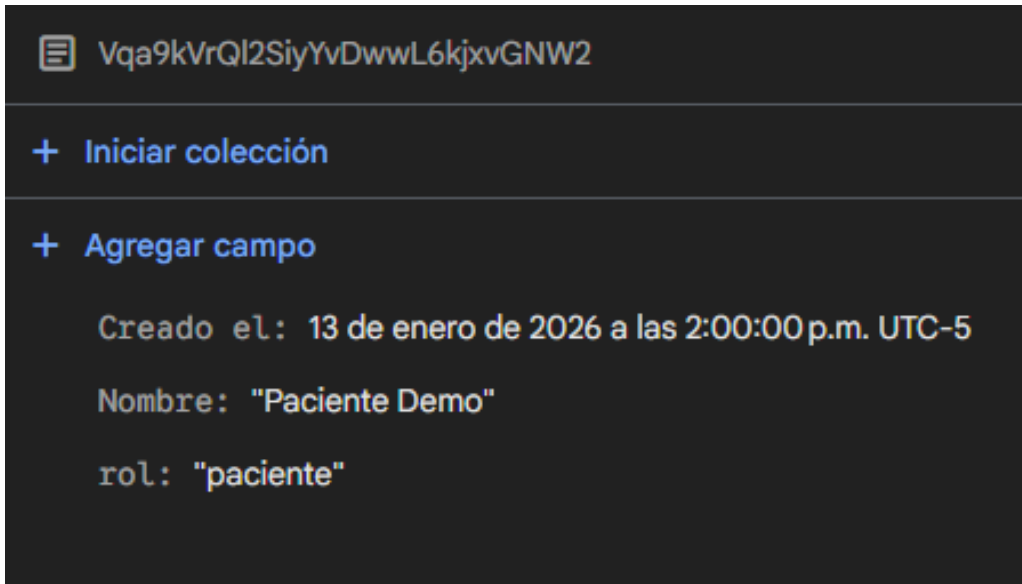 Vqa9kVrQl2SiyYvDwwL6kjxvGNW2
+ Iniciar colección
+ Agregar campo
Creado el: 13 de enero de 2026 a las 2:00:00 p.m. UTC-5
Nombre: "Paciente Demo"
rol: "paciente"